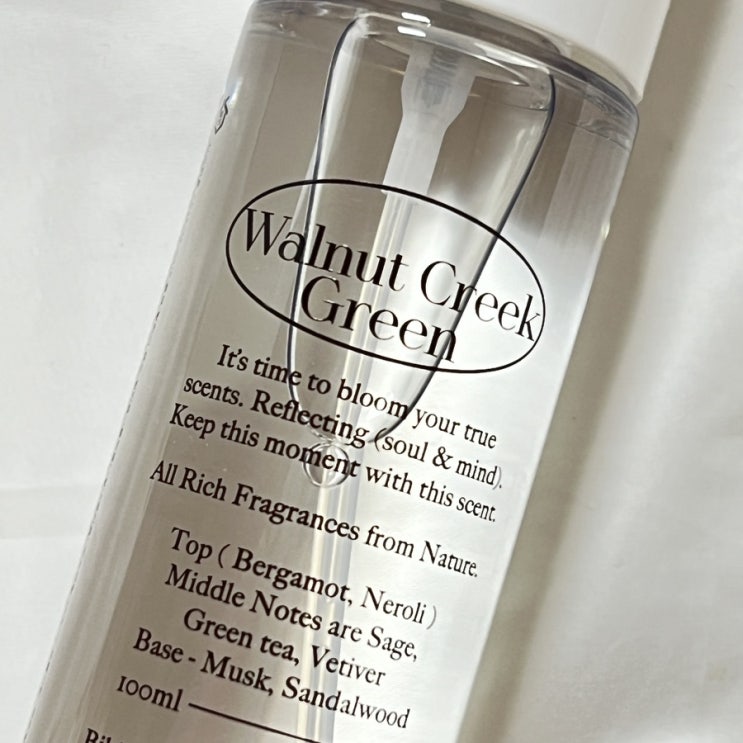 Walnut Creek
Green
It's time to bloom your true
scents. Reflecting (soul & mind).
Keep this moment with this scent.
All Rich Fragrances from Nature.
Top ( Bergamot, Neroli )
Middle Notes are Sage,
Green tea, Vetiver
Base - Musk, Sandalwood
100ml